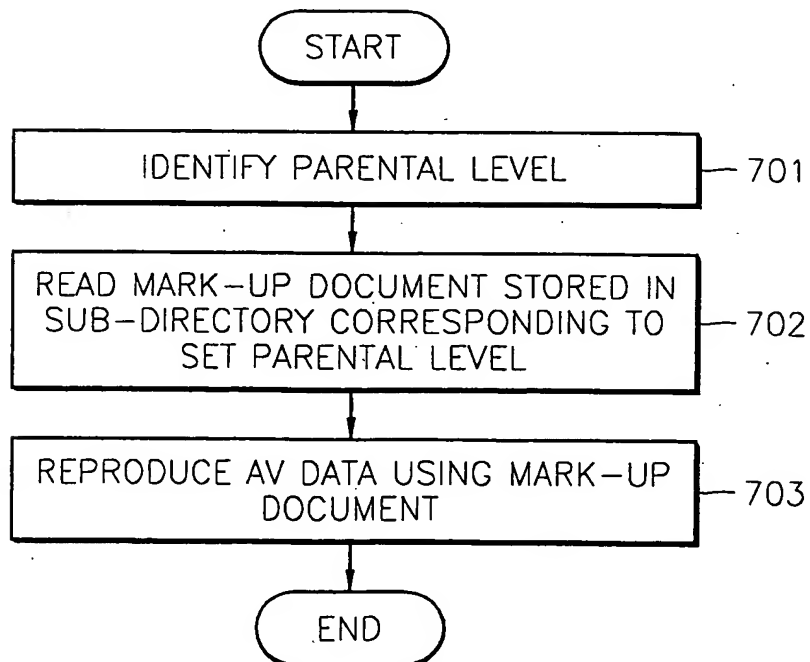 START
IDENTIFY PARENTAL LEVEL
701
READ MARK-UP DOCUMENT STORED IN
SUB-DIRECTORY CORRESPONDING TO
SET PARENTAL LEVEL
702
REPRODUCE AV DATA USING MARK-UP
DOCUMENT
703
END